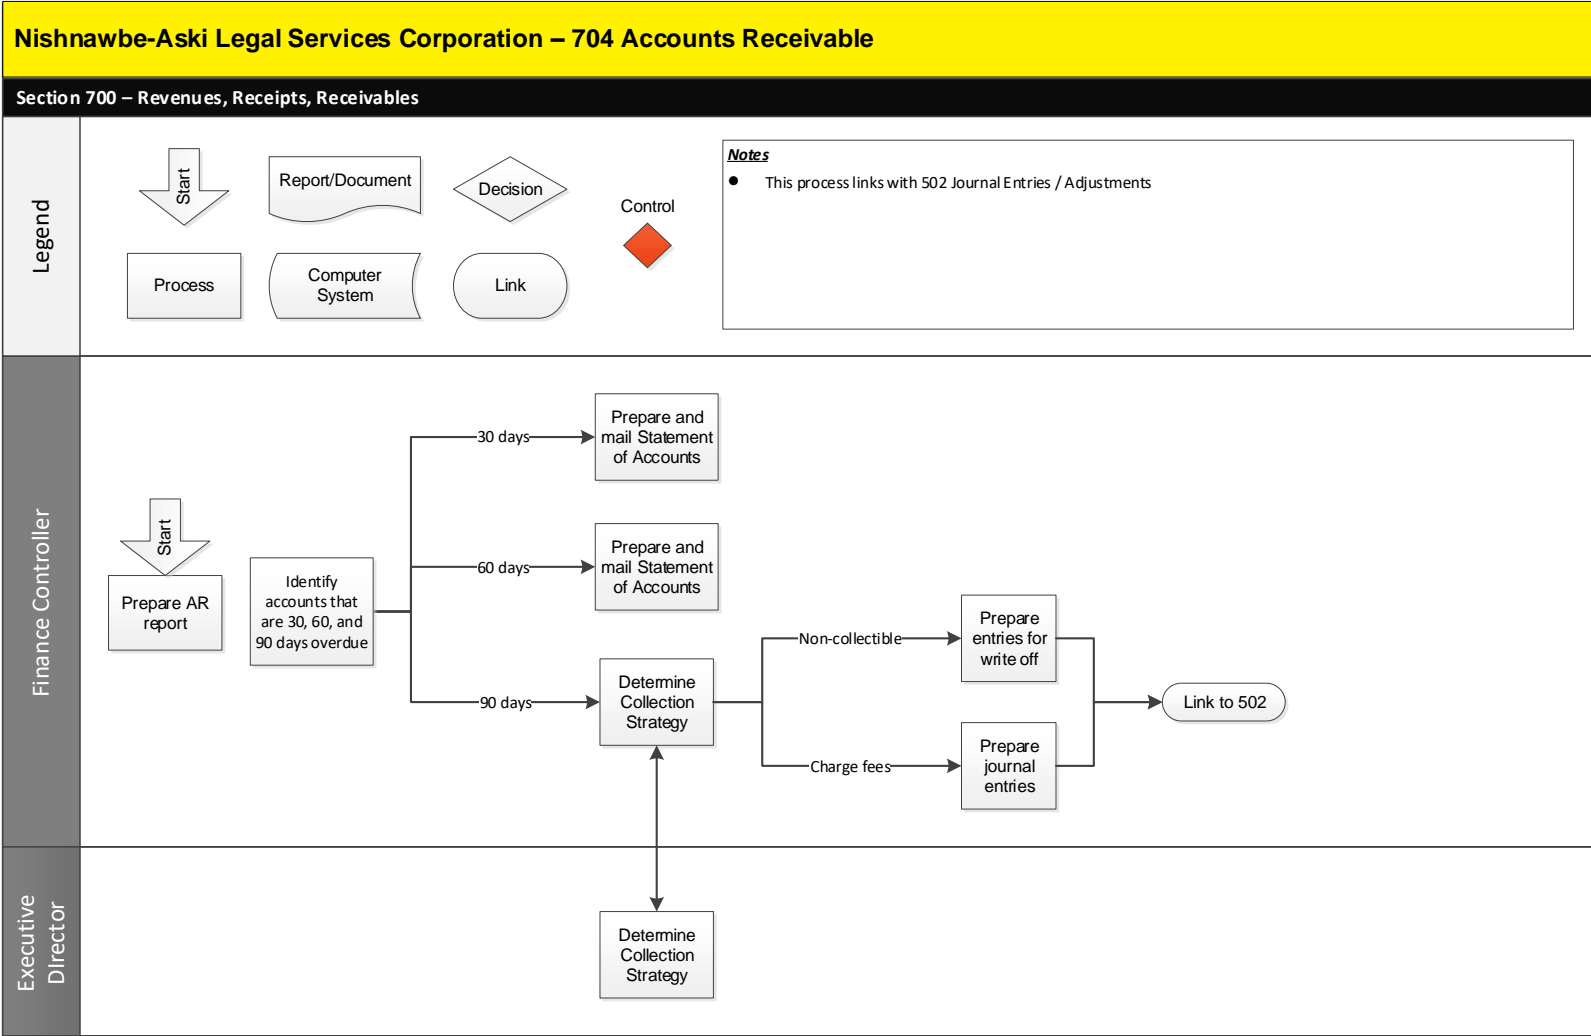 Nishnawbe-Aski Legal Services Corporation – 704 Accounts Receivable
Section 700 – Revenues, Receipts, Receivables
Legend
Start
Report/Document
Decision
Control
Process
Computer
System
Link
Notes
● This process links with 502 Journal Entries / Adjustments
Finance Controller
Start
Prepare AR
report
Identify
accounts that
are 30, 60, and
90 days overdue
30 days
Prepare and
mail Statement
of Accounts
60 days
Prepare and
mail Statement
of Accounts
90 days
Determine
Collection
Strategy
Non-collectible
Prepare
entries for
write off
Charge fees
Prepare
journal
entries
Link to 502
Executive
DIrector
Determine
Collection
Strategy